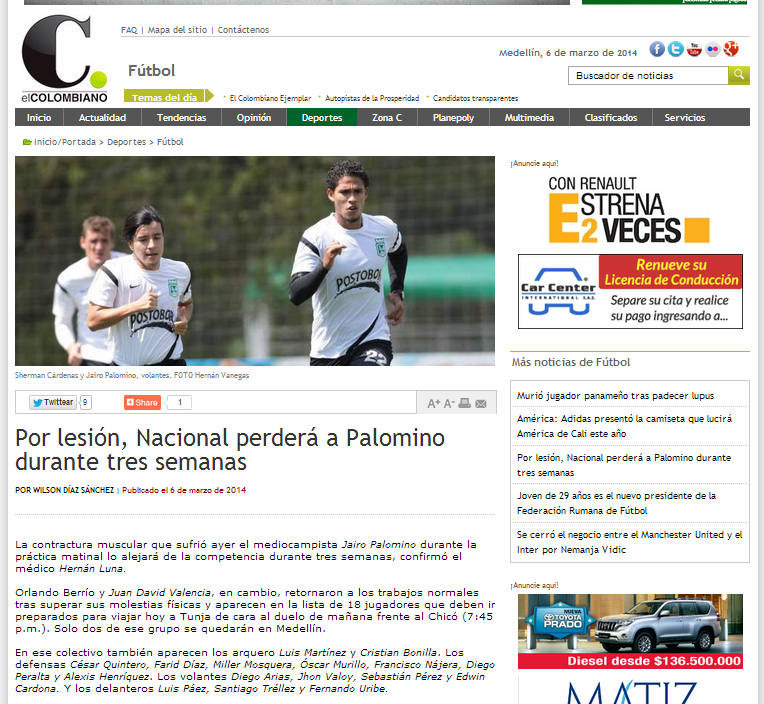 FAQ | Mapa del sitio | Contáctenos
elCOLOMBIANO
Medellín, 6 de marzo de 2014
You Tube
Fútbol
Buscador de noticias
Temas del día
El Colombiano Ejemplar
Autopistas de la Prosperidad
Candidatos transparentes
Inicio Actualidad Tendencias Opinión Deportes Zona C Planepoly Multimedia Clasificados Servicios
Inicio/Portada > Deportes > Fútbol
POSTOBON
POSTOBON
22
Sherman Cárdenas y Jairo Palomino, volantes. FOTO Hernán Vanegas
Twittear 9
Share 1
A+ A-
Por lesión, Nacional perderá a Palomino
durante tres semanas
POR WILSON DÍAZ SÁNCHEZ | Publicado el 6 de marzo de 2014
La contractura muscular que sufrió ayer el mediocampista Jairo Palomino durante la
práctica matinal lo alejará de la competencia durante tres semanas, confirmó el
médico Hernán Luna.
Orlando Berrío y Juan David Valencia, en cambio, retornaron a los trabajos normales
tras superar sus molestias físicas y aparecen en la lista de 18 jugadores que deben ir
preparados para viajar hoy a Tunja de cara al duelo de mañana frente al Chicó (7:45
p.m.). Solo dos de ese grupo se quedarán en Medellín.
En ese colectivo también aparecen los arquero Luis Martínez y Cristian Bonilla. Los
defensas César Quintero, Farid Díaz, Miller Mosquera, Óscar Murillo, Francisco Nájera, Diego
Peralta y Alexis Henríquez. Los volantes Diego Arias, Jhon Valoy, Sebastián Pérez y Edwin
Cardona. Y los delanteros Luis Páez, Santiago Tréllez y Fernando Uribe.
¡Anuncie aquí!
CON RENAULT
ESTRENA
2 VECES
Car Center
INTERNATIONAL S.A.S.
Renueve su
Licencia de Conducción
Separe su cita y realice
su pago ingresando a...
Más noticias de Fútbol
Murió jugador panameño tras padecer lupus
América: Adidas presentó la camiseta que lucirá
América de Cali este año
Por lesión, Nacional perderá a Palomino durante
tres semanas
Joven de 29 años es el nuevo presidente de la
Federación Rumana de Fútbol
Se cerró el negocio entre el Manchester United y el
Inter por Nemanja Vidic
¡Anuncie aquí!
NUEVA
TOYOTA
PRADO
Diesel desde $136.500.000
MATIZ